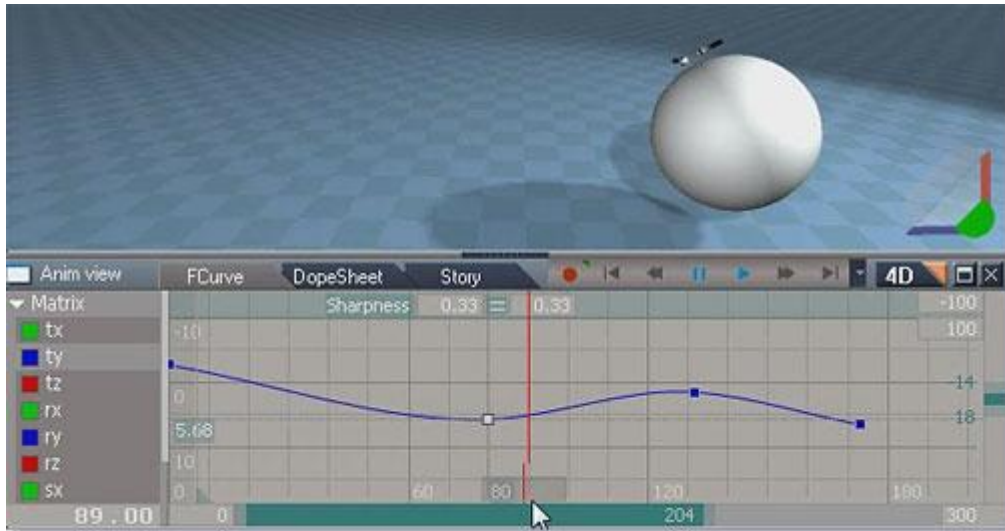 Anim view FCurve DopeSheet Story 4D
Matrix Sharpness 0.33 = 0.33 -100
tx -10 100
ty
tz -14
rx 0 18
ry 5.68
rz 10
sx 0 60 80 120 180
89.00 0 204 300